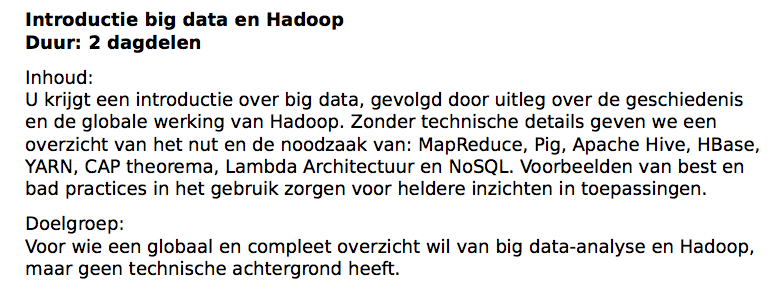 Introductie big data en Hadoop
Duur: 2 dagdelen
Inhoud:
U krijgt een introductie over big data, gevolgd door uitleg over de geschiedenis
en de globale werking van Hadoop. Zonder technische details geven we een
overzicht van het nut en de noodzaak van: MapReduce, Pig, Apache Hive, HBase,
YARN, CAP theorema, Lambda Architectuur en NoSQL. Voorbeelden van best en
bad practices in het gebruik zorgen voor heldere inzichten in toepassingen.
Doelgroep:
Voor wie een globaal en compleet overzicht wil van big data-analyse en Hadoop,
maar geen technische achtergrond heeft.